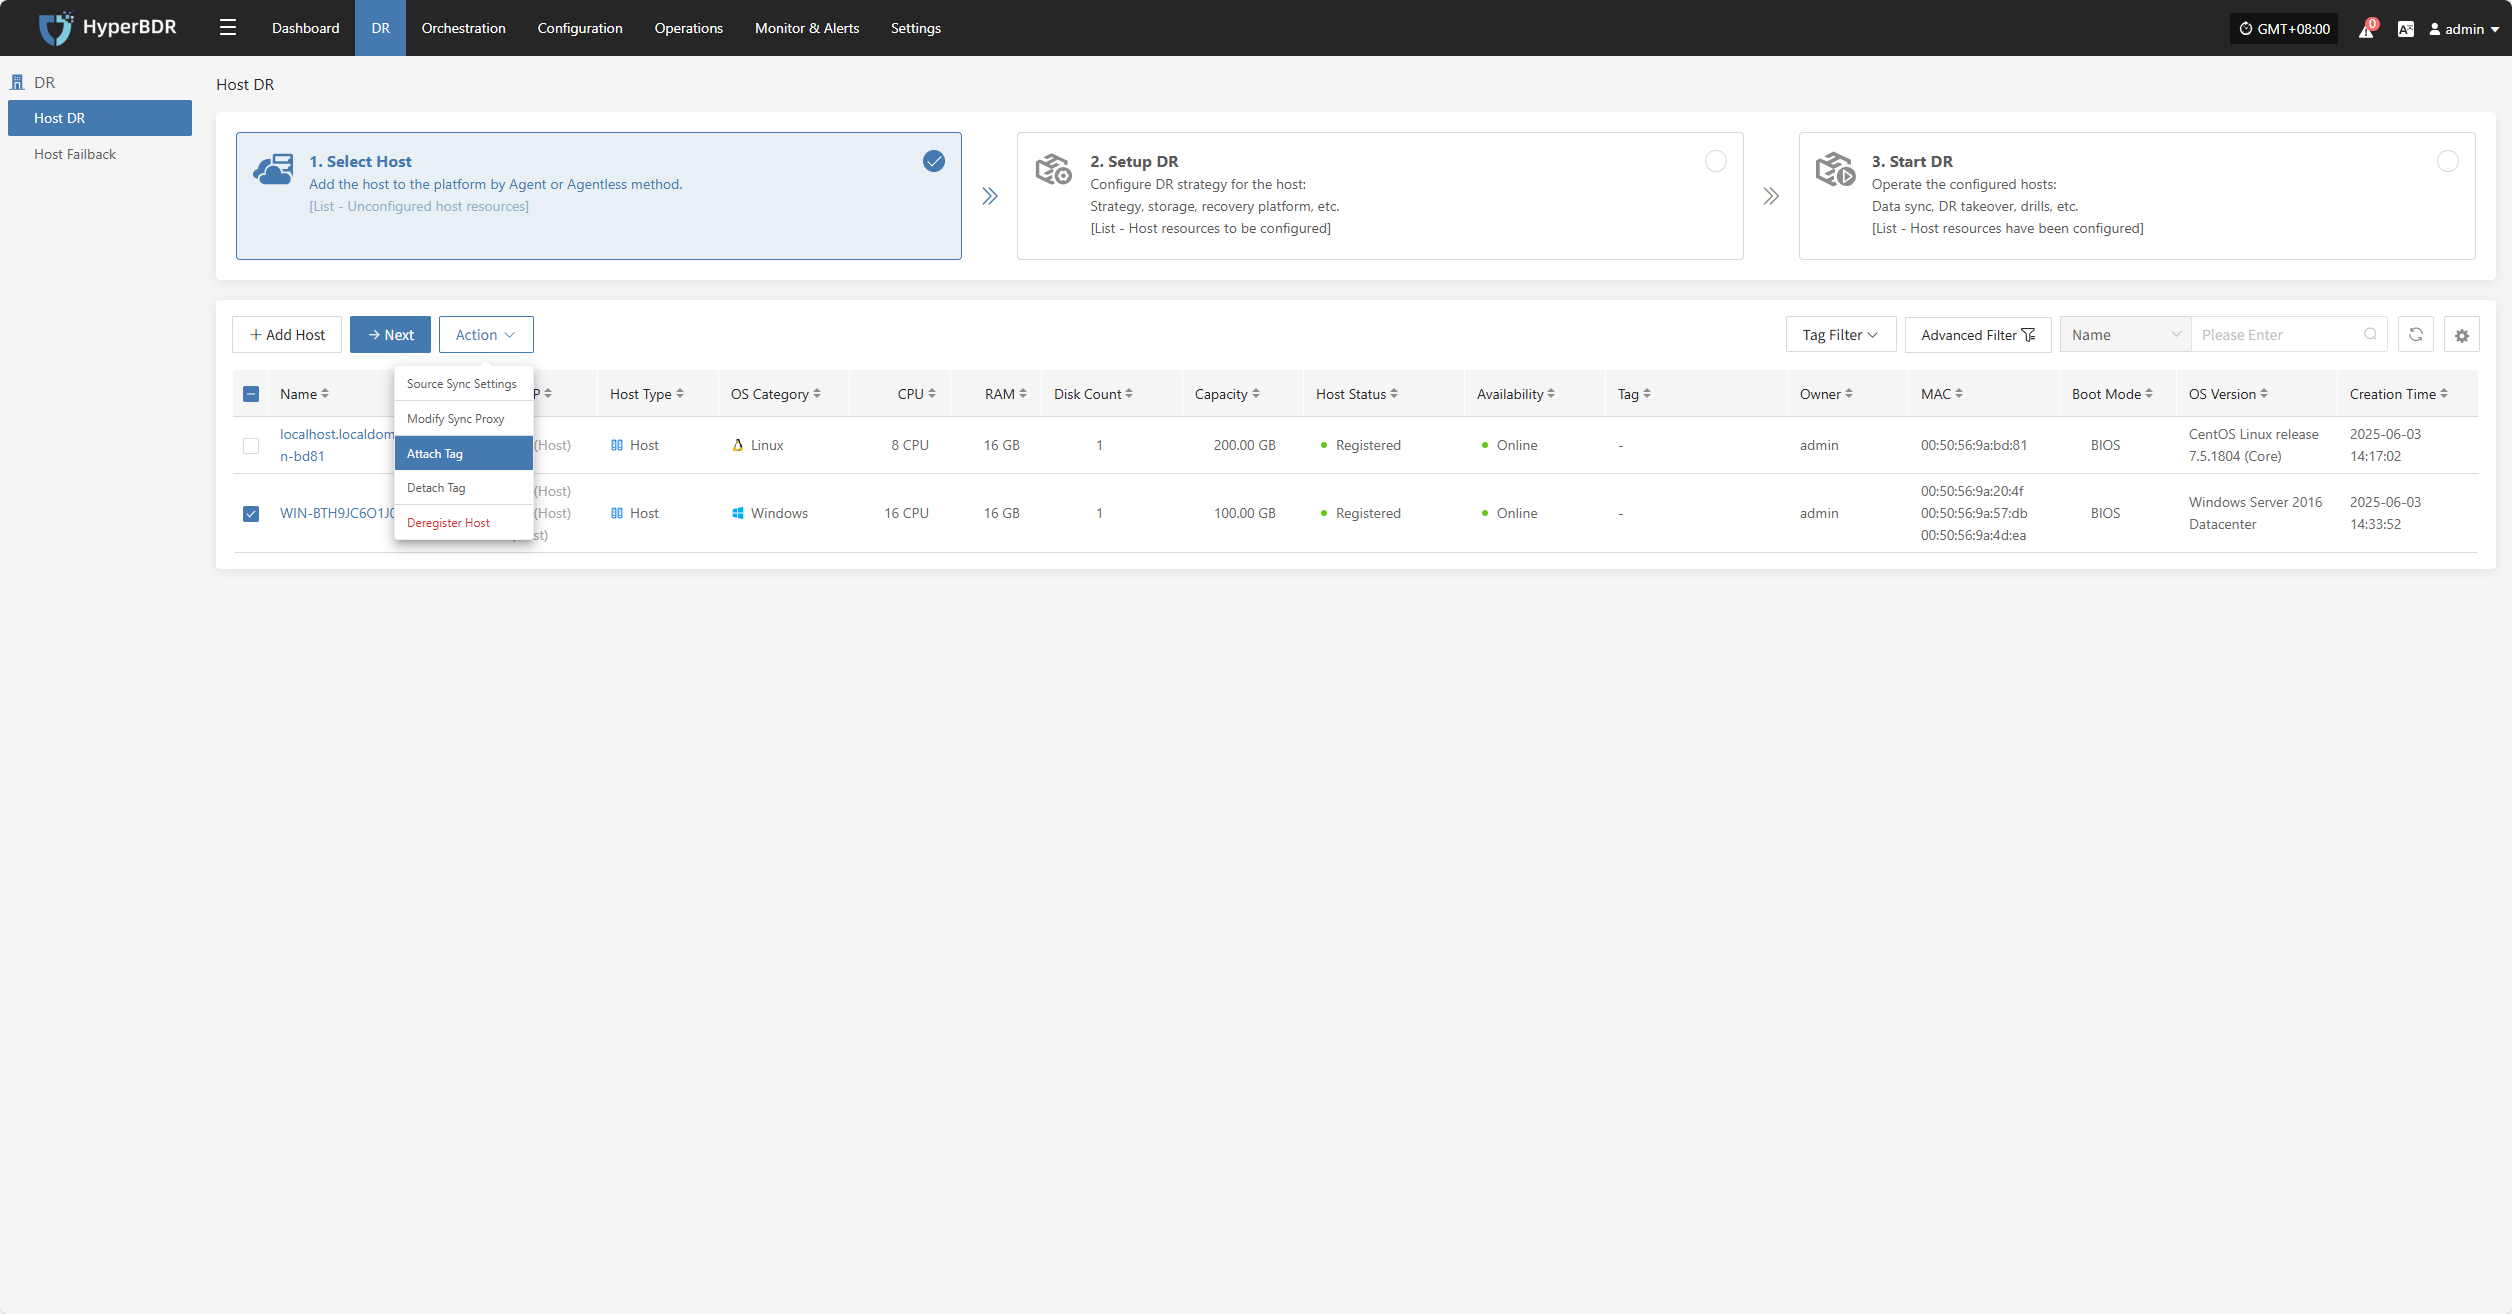 HyperBDR
Dashboard
DR
Orchestration
Configuration
Operations
Monitor & Alerts
Settings
GMT+08:00
0
admin
DR
Host DR
Host Failback
Host DR
1. Select Host
Add the host to the platform by Agent or Agentless method.
[List - Unconfigured host resources]
2. Setup DR
Configure DR strategy for the host:
Strategy, storage, recovery platform, etc.
[List - Host resources to be configured]
3. Start DR
Operate the configured hosts:
Data sync, DR takeover, drills, etc.
[List - Host resources have been configured]
Add Host
Next
Action
Tag Filter
Advanced Filter
Name
Please Enter
Source Sync Settings
Modify Sync Proxy
Attach Tag
Detach Tag
Deregister Host
Name
P
Host Type
OS Category
CPU
RAM
Disk Count
Capacity
Host Status
Availability
Tag
Owner
MAC
Boot Mode
OS Version
Creation Time
localhost.localdom
n-bd81
(Host)
Host
Linux
8 CPU
16 GB
1
200.00 GB
Registered
Online
-
admin
00:50:56:9a:bd:81
BIOS
CentOS Linux release
7.5.1804 (Core)
2025-06-03
14:17:02
WIN-BTH9JC6O1J
(Host)
(Host)
st)
Host
Windows
16 CPU
16 GB
1
100.00 GB
Registered
Online
-
admin
00:50:56:9a:20:4f
00:50:56:9a:57:db
00:50:56:9a:4d:ea
BIOS
Windows Server 2016
Datacenter
2025-06-03
14:33:52